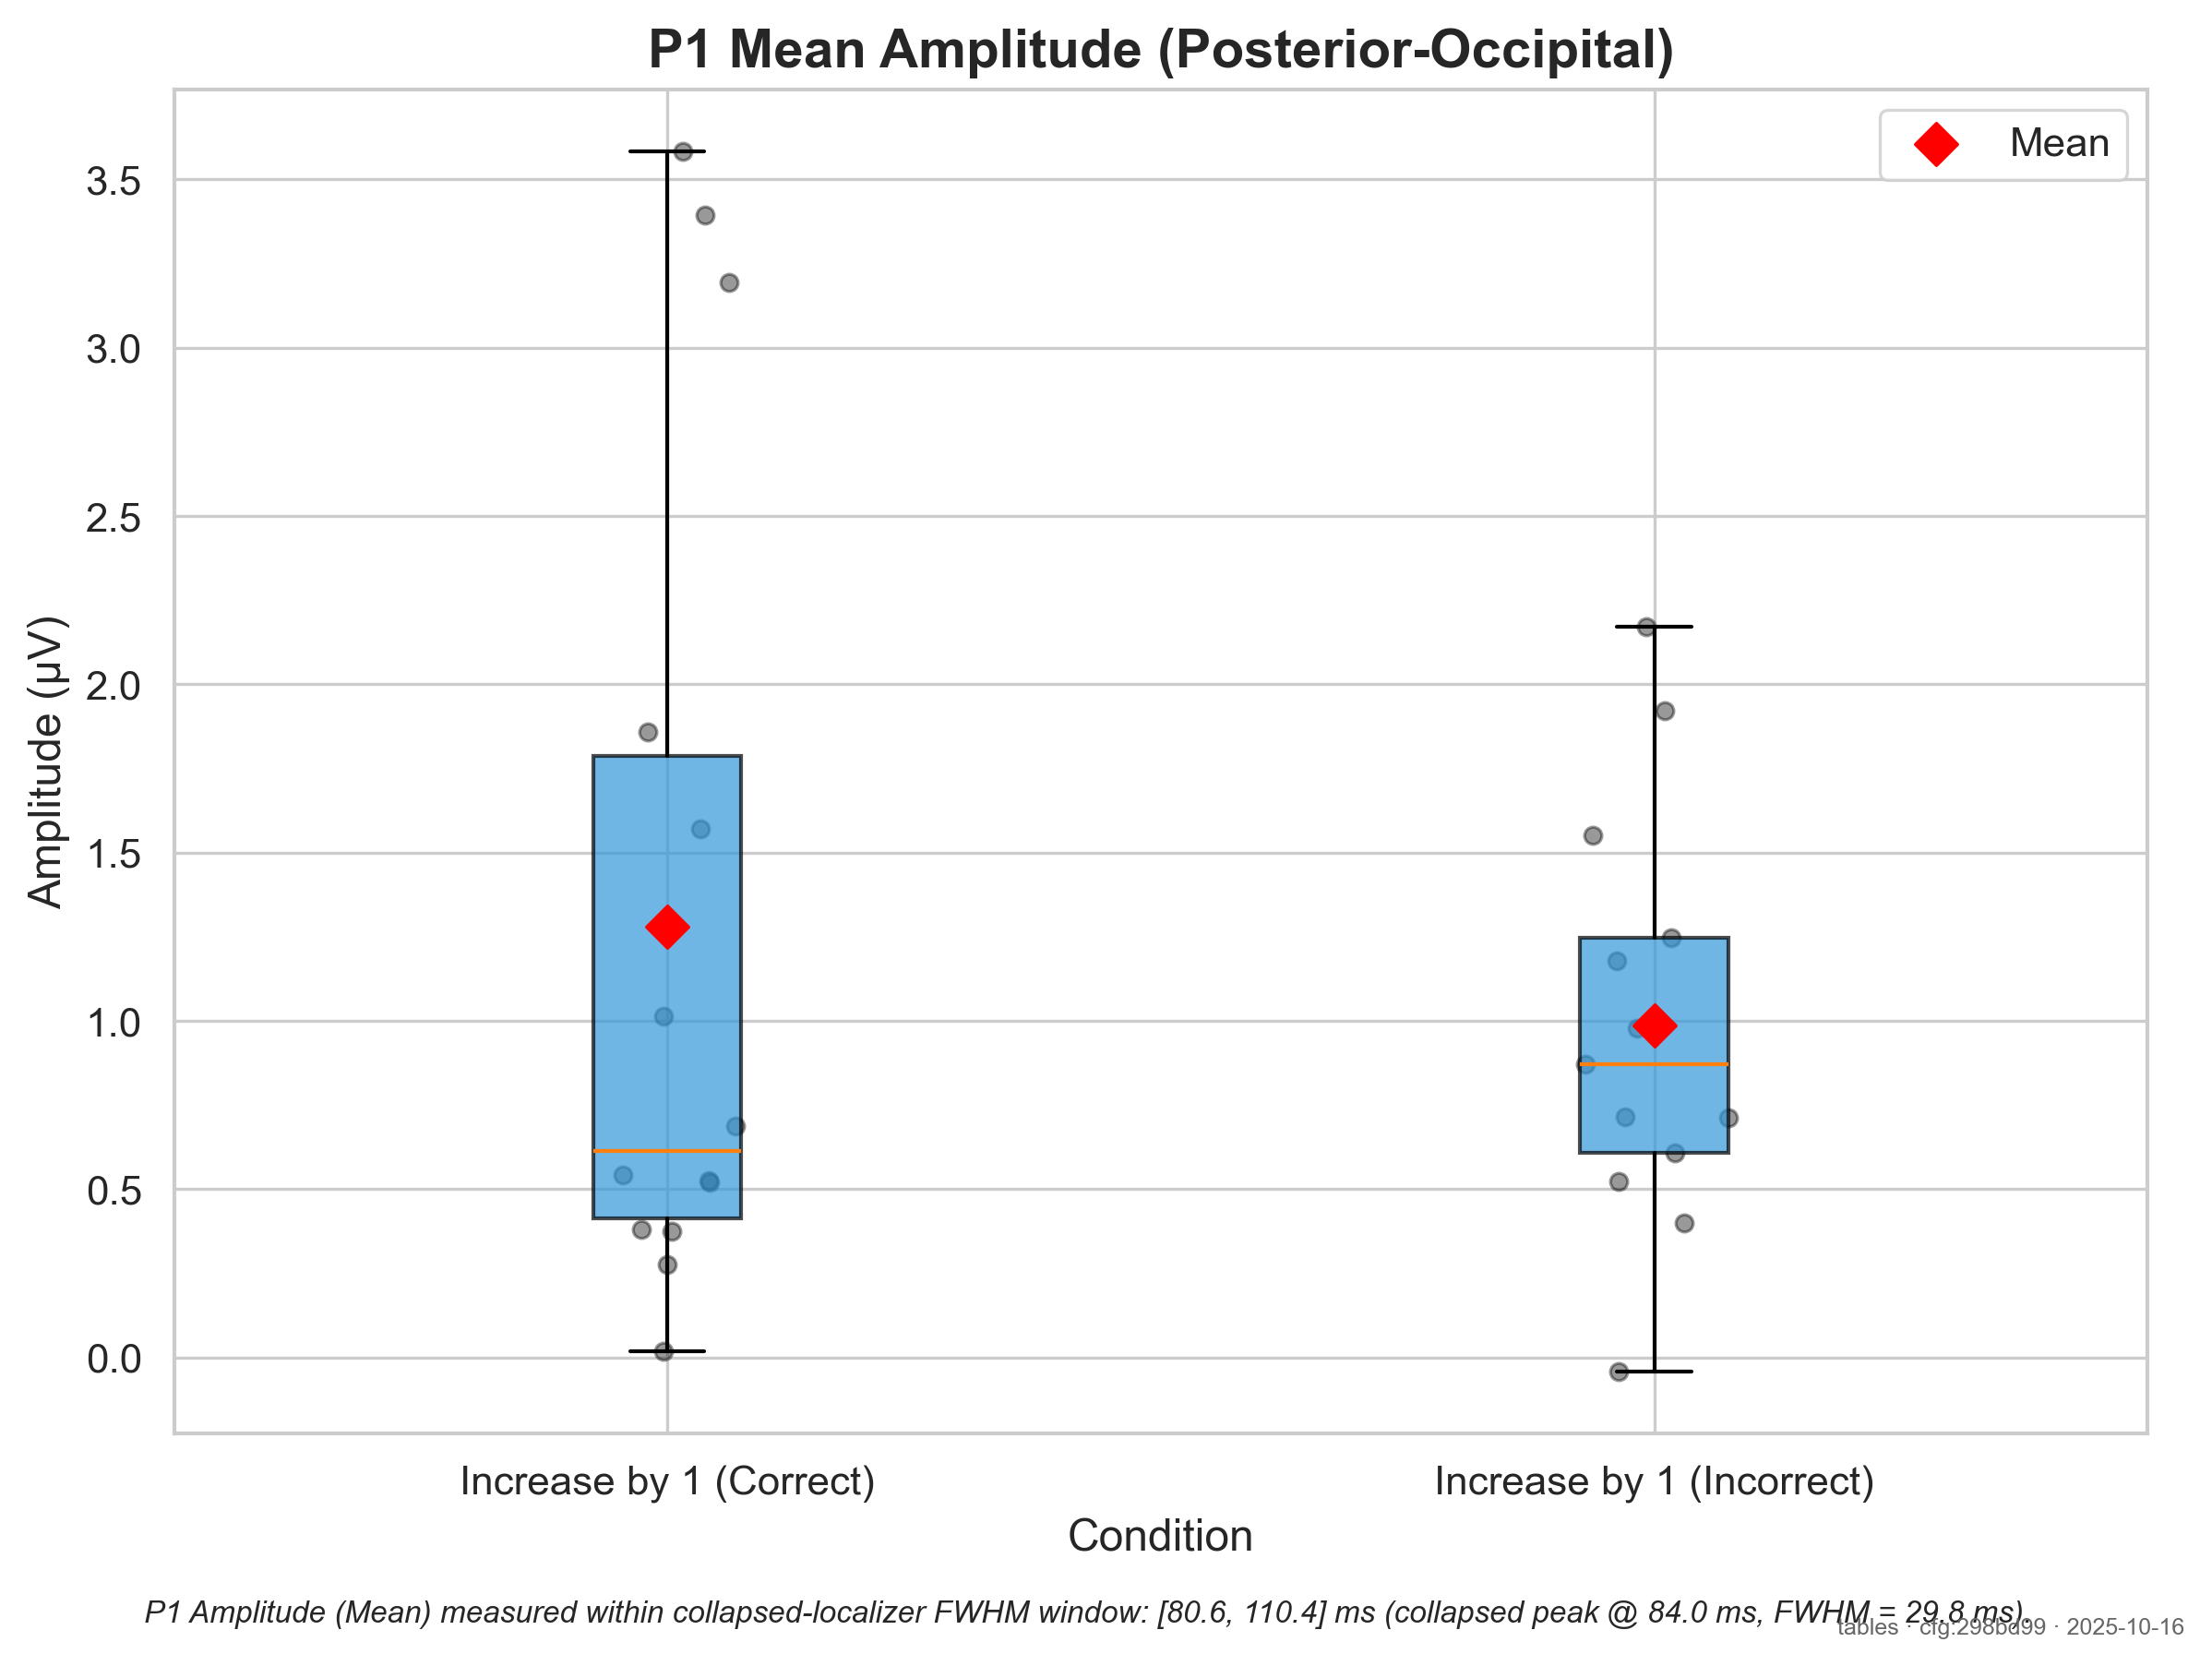 P1 Mean Amplitude (Posterior-Occipital)
Mean
3.5
3.0
2.5
2.0
1.5
1.0
0.5
0.0
Amplitude (µV)
Increase by 1 (Correct)
Increase by 1 (Incorrect)
Condition
P1 Amplitude (Mean) measured within collapsed-localizer FWHM window: [80.6, 110.4] ms (collapsed peak @ 84.0 ms, FWHM = 29.8 ms).
tables · cfg:298bd99 · 2025-10-16